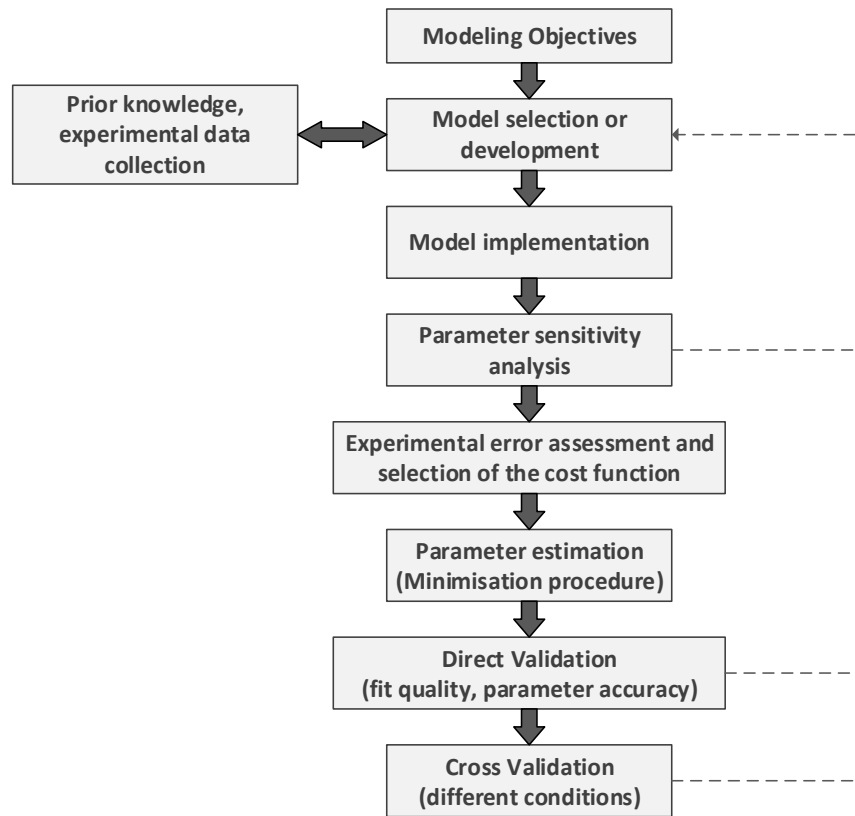 Modeling Objectives
Prior knowledge,
experimental data
collection
Model selection or
development
Model implementation
Parameter sensitivity
analysis
Experimental error assessment and
selection of the cost function
Parameter estimation
(Minimisation procedure)
Direct Validation
(fit quality, parameter accuracy)
Cross Validation
(different conditions)